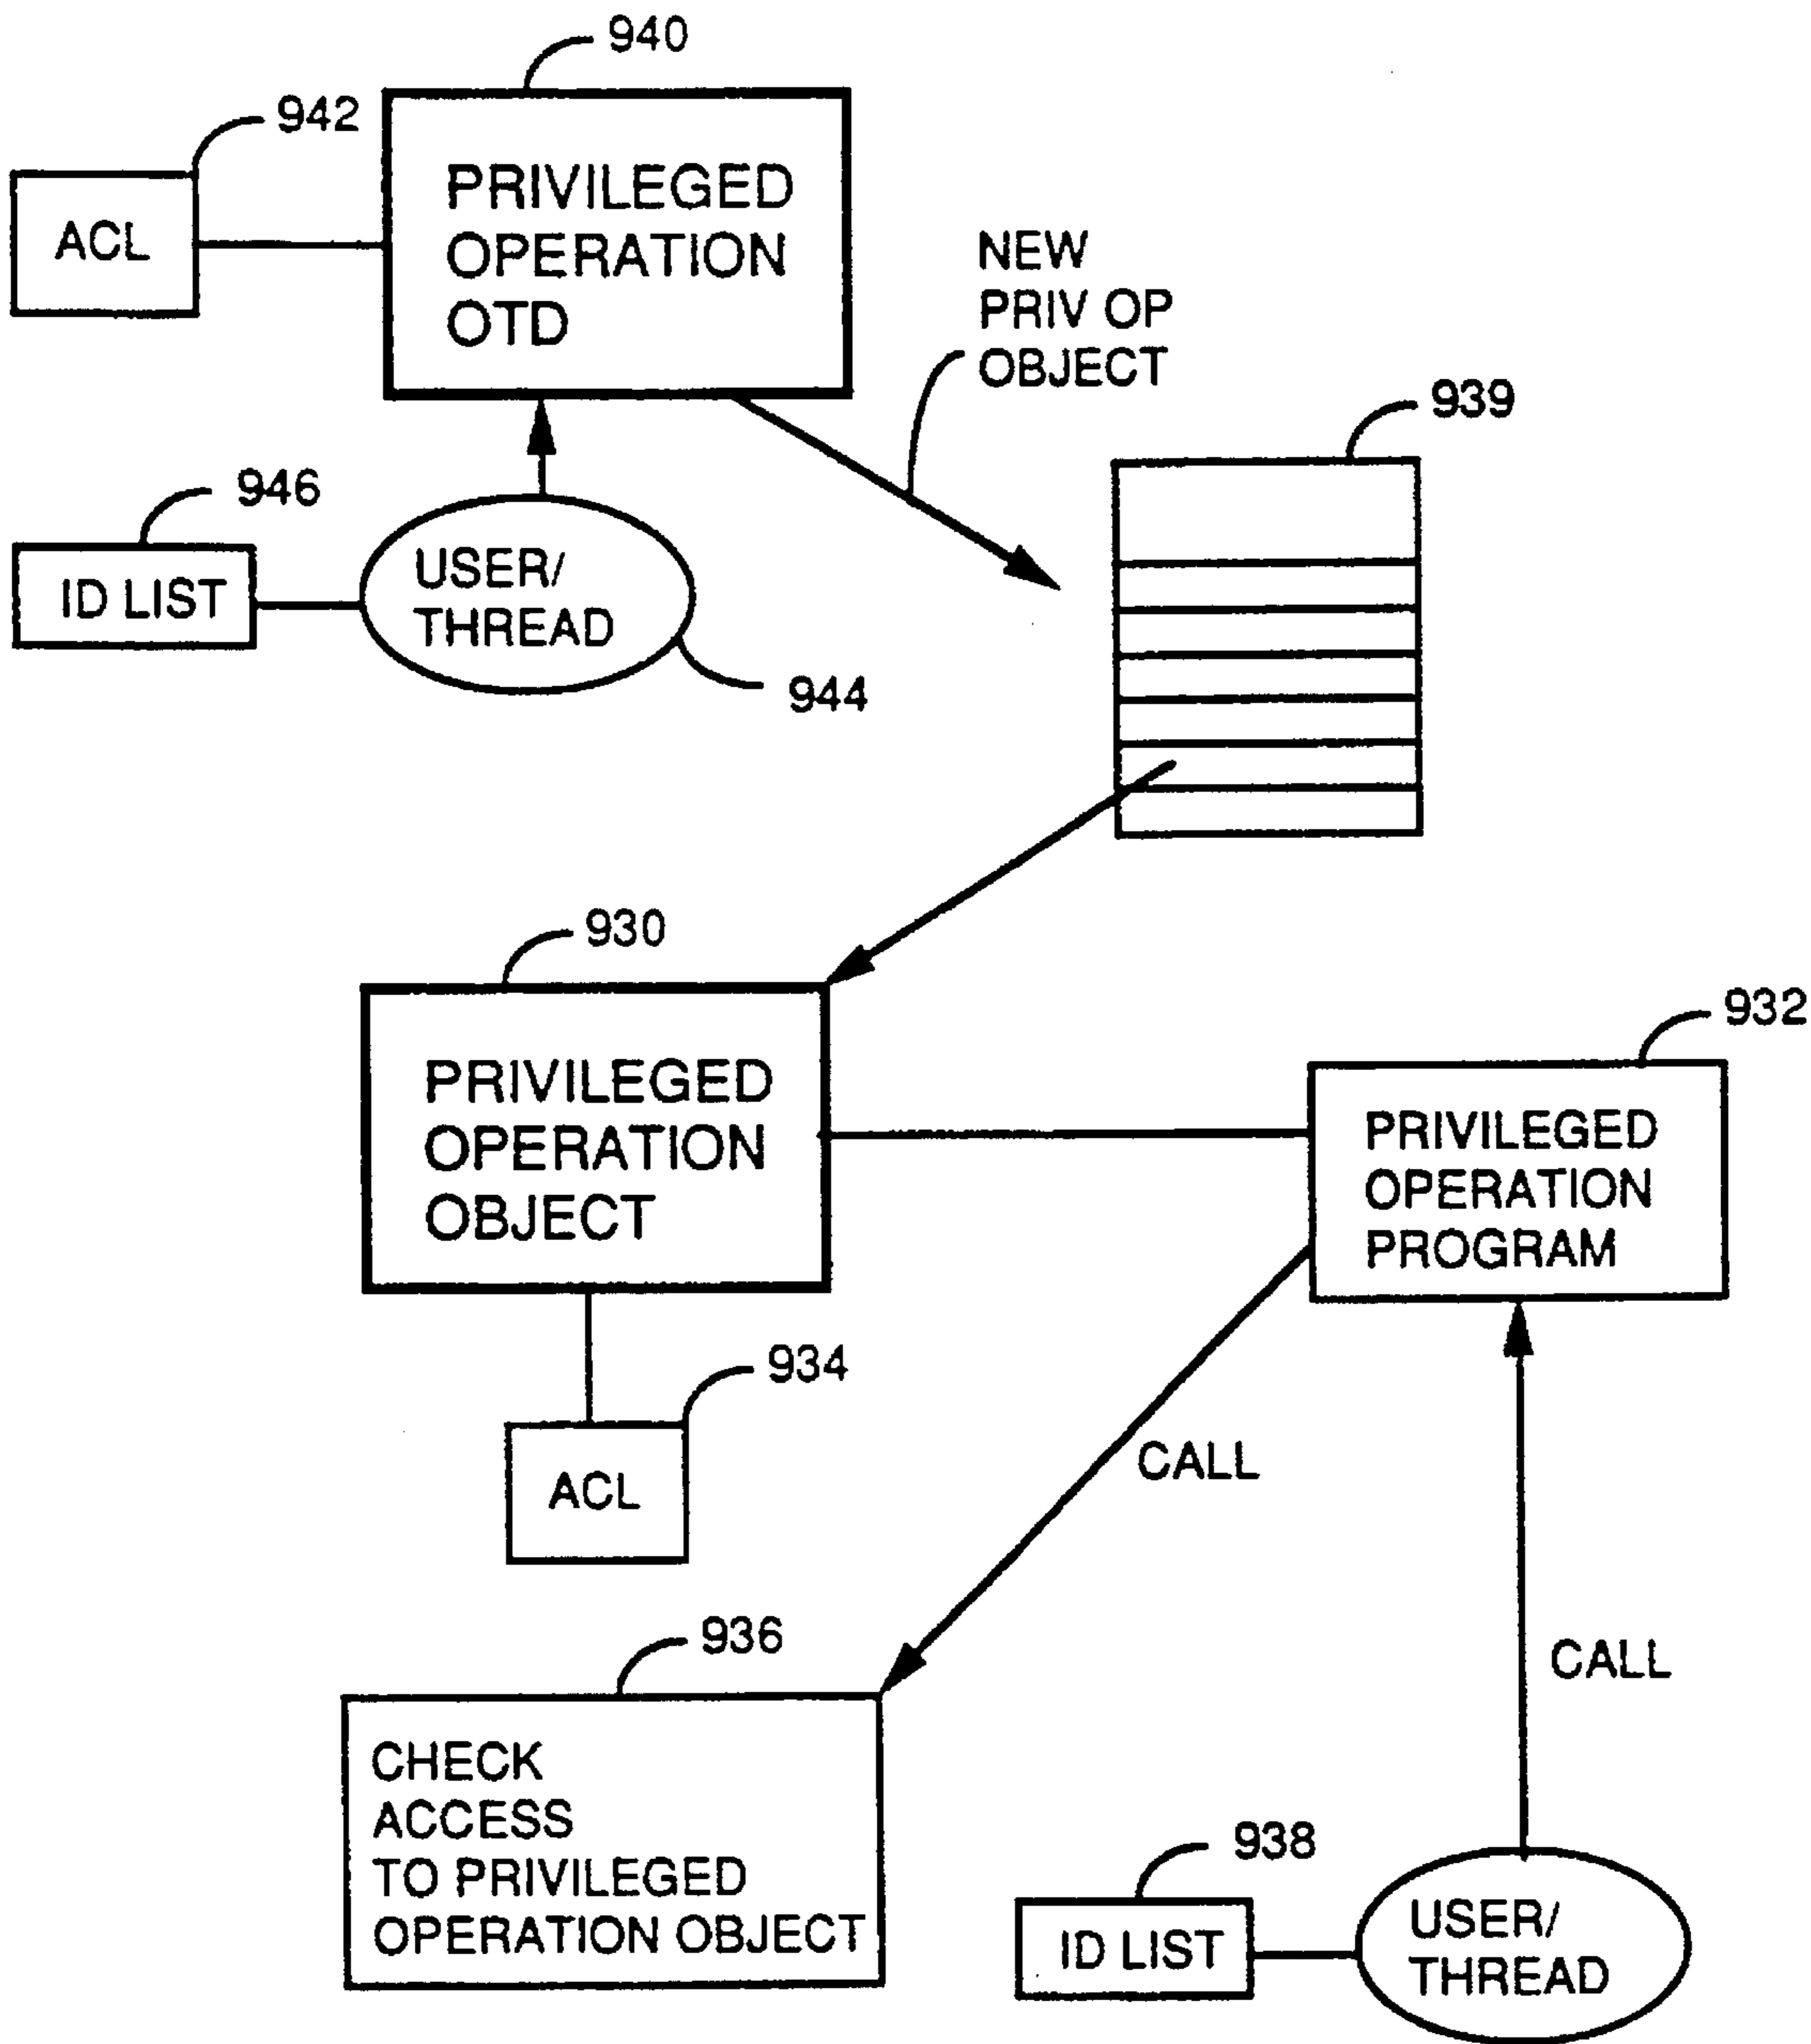 940
942
PRIVILEGED
OPERATION
OTD
ACL
NEW
PRIV OP
OBJECT
939
946
USER/
THREAD
ID LIST
944
930
932
PRIVILEGED
OPERATION
OBJECT
PRIVILEGED
OPERATION
PROGRAM
934
CALL
ACL
936
CALL
CHECK
ACCESS
TO PRIVILEGED
OPERATION OBJECT
938
USER/
THREAD
ID LIST